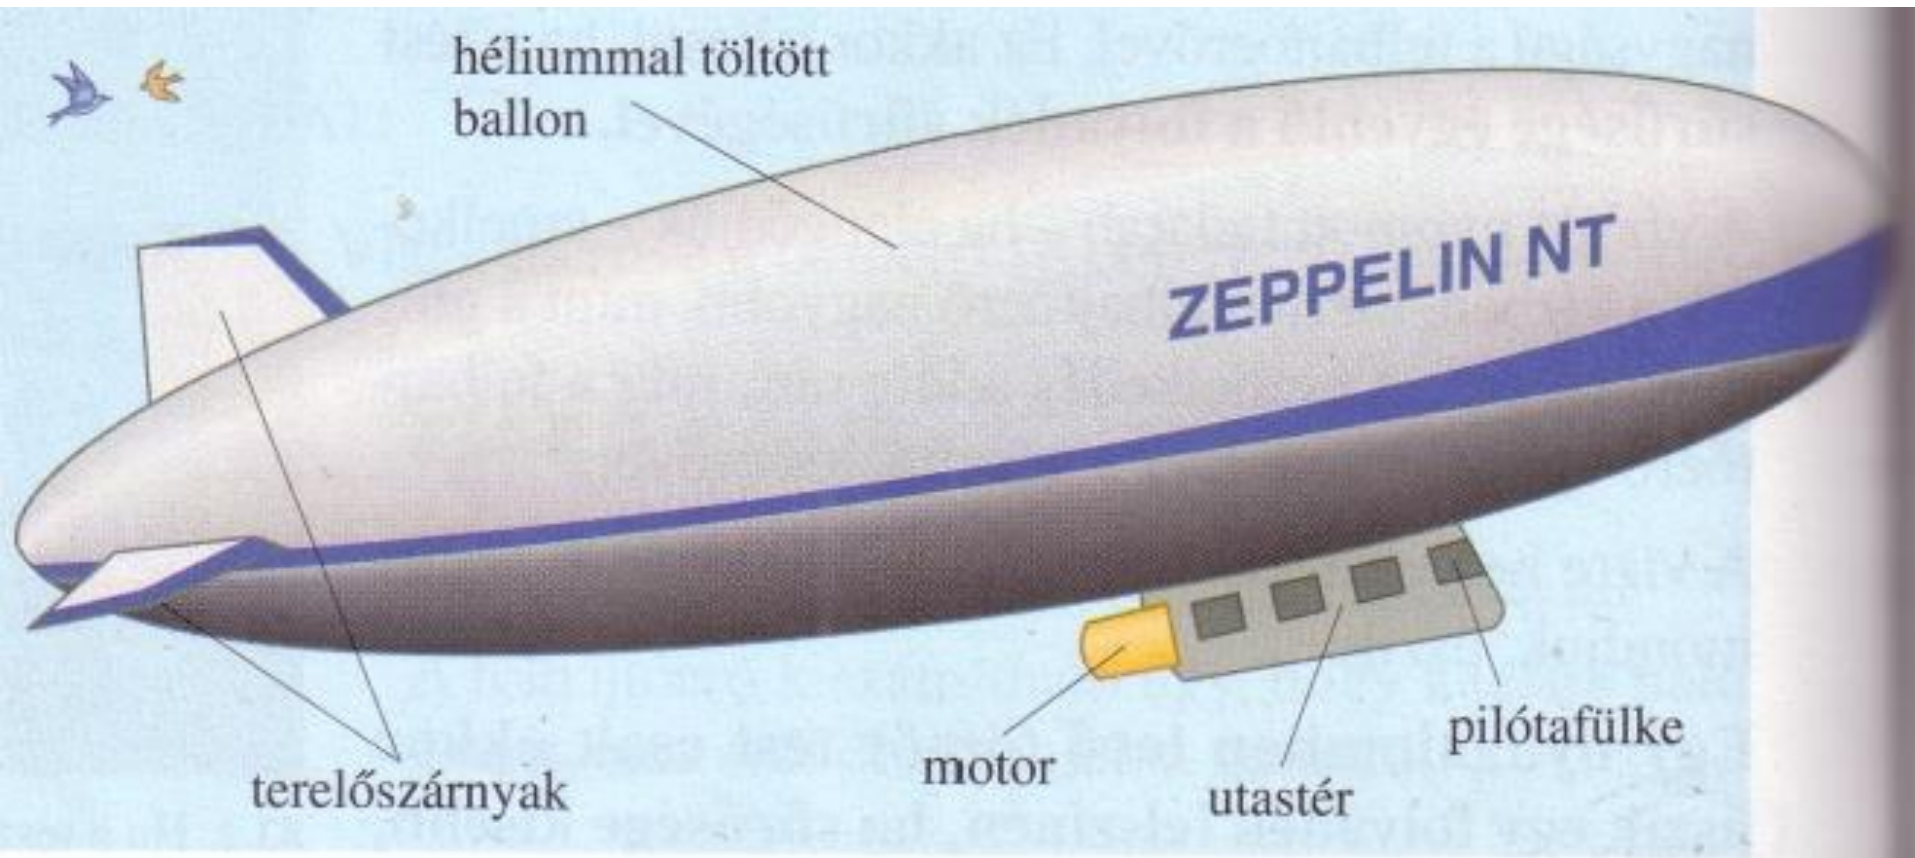 héliummal töltött
ballon
ZEPPELIN NT
pilótafülke
motor
utastér
terelőszárnyak